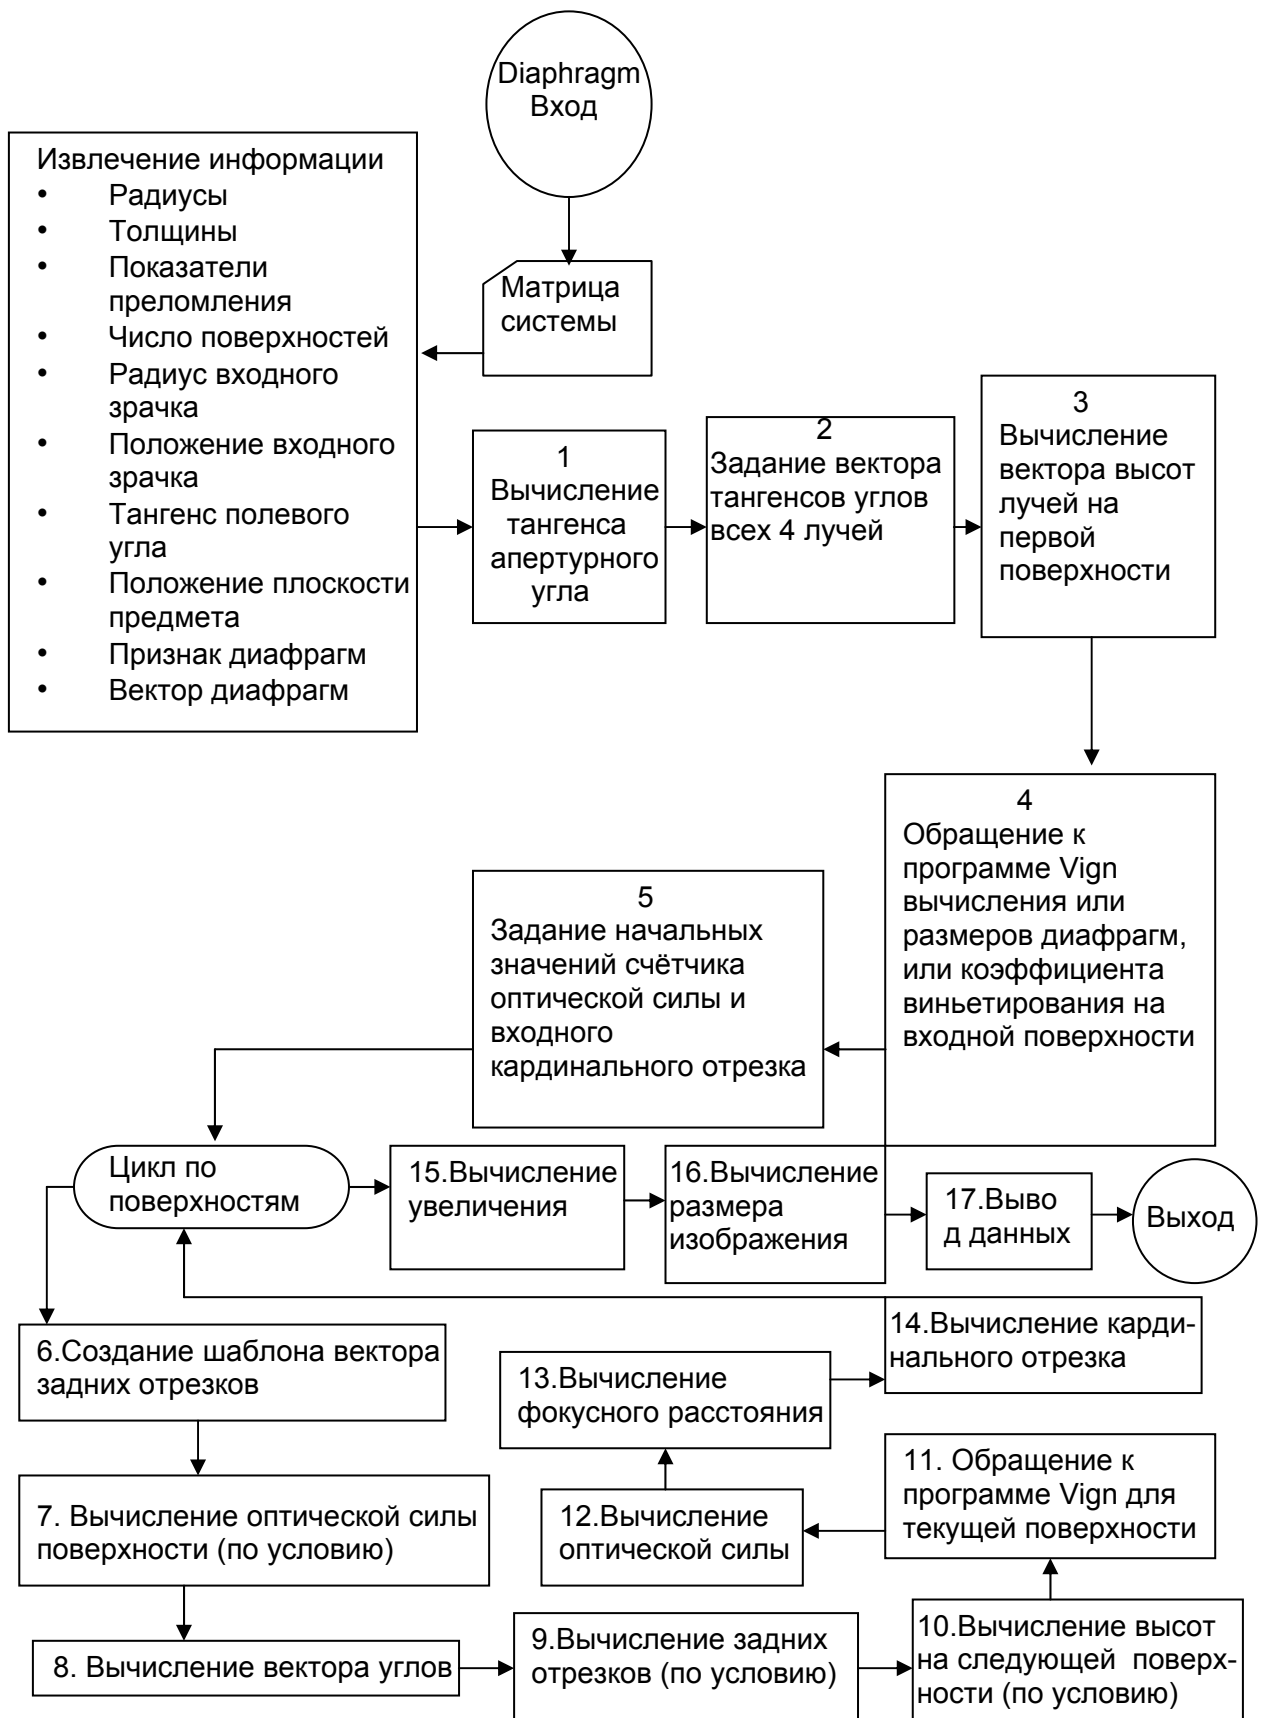 Diaphragm
Вход
Извлечение информации
• Радиусы
• Толщины
• Показатели
преломления
• Число поверхностей
• Радиус входного
зрачка
• Положение входного
зрачка
• Тангенс полевого
угла
• Положение плоскости
предмета
• Признак диафрагм
• Вектор диафрагм
Матрица
системы
1
Вычисление
тангенса
апертурного
угла
2
Задание вектора
тангенсов углов
всех 4 лучей
3
Вычисление
вектора высот
лучей на
первой
поверхности
4
Обращение к
программе Vign
вычисления или
размеров диафрагм,
или коэффициента
виньетирования на
входной поверхности
5
Задание начальных
значений счётчика
оптической силы и
входного
кардинального отрезка
Цикл по
поверхностям
15.Вычисление
увеличения
16.Вычисление
размера
изображения
17.Выво
д данных
Выход
6.Создание шаблона вектора
задних отрезков
7. Вычисление оптической силы
поверхности (по условию)
8. Вычисление вектора углов
9.Вычисление задних
отрезков (по условию)
10.Вычисление высот
на следующей поверх-
ности (по условию)
11. Обращение к
программе Vign для
текущей поверхности
12.Вычисление
оптической силы
13.Вычисление
фокусного расстояния
14.Вычисление карди-
нального отрезка